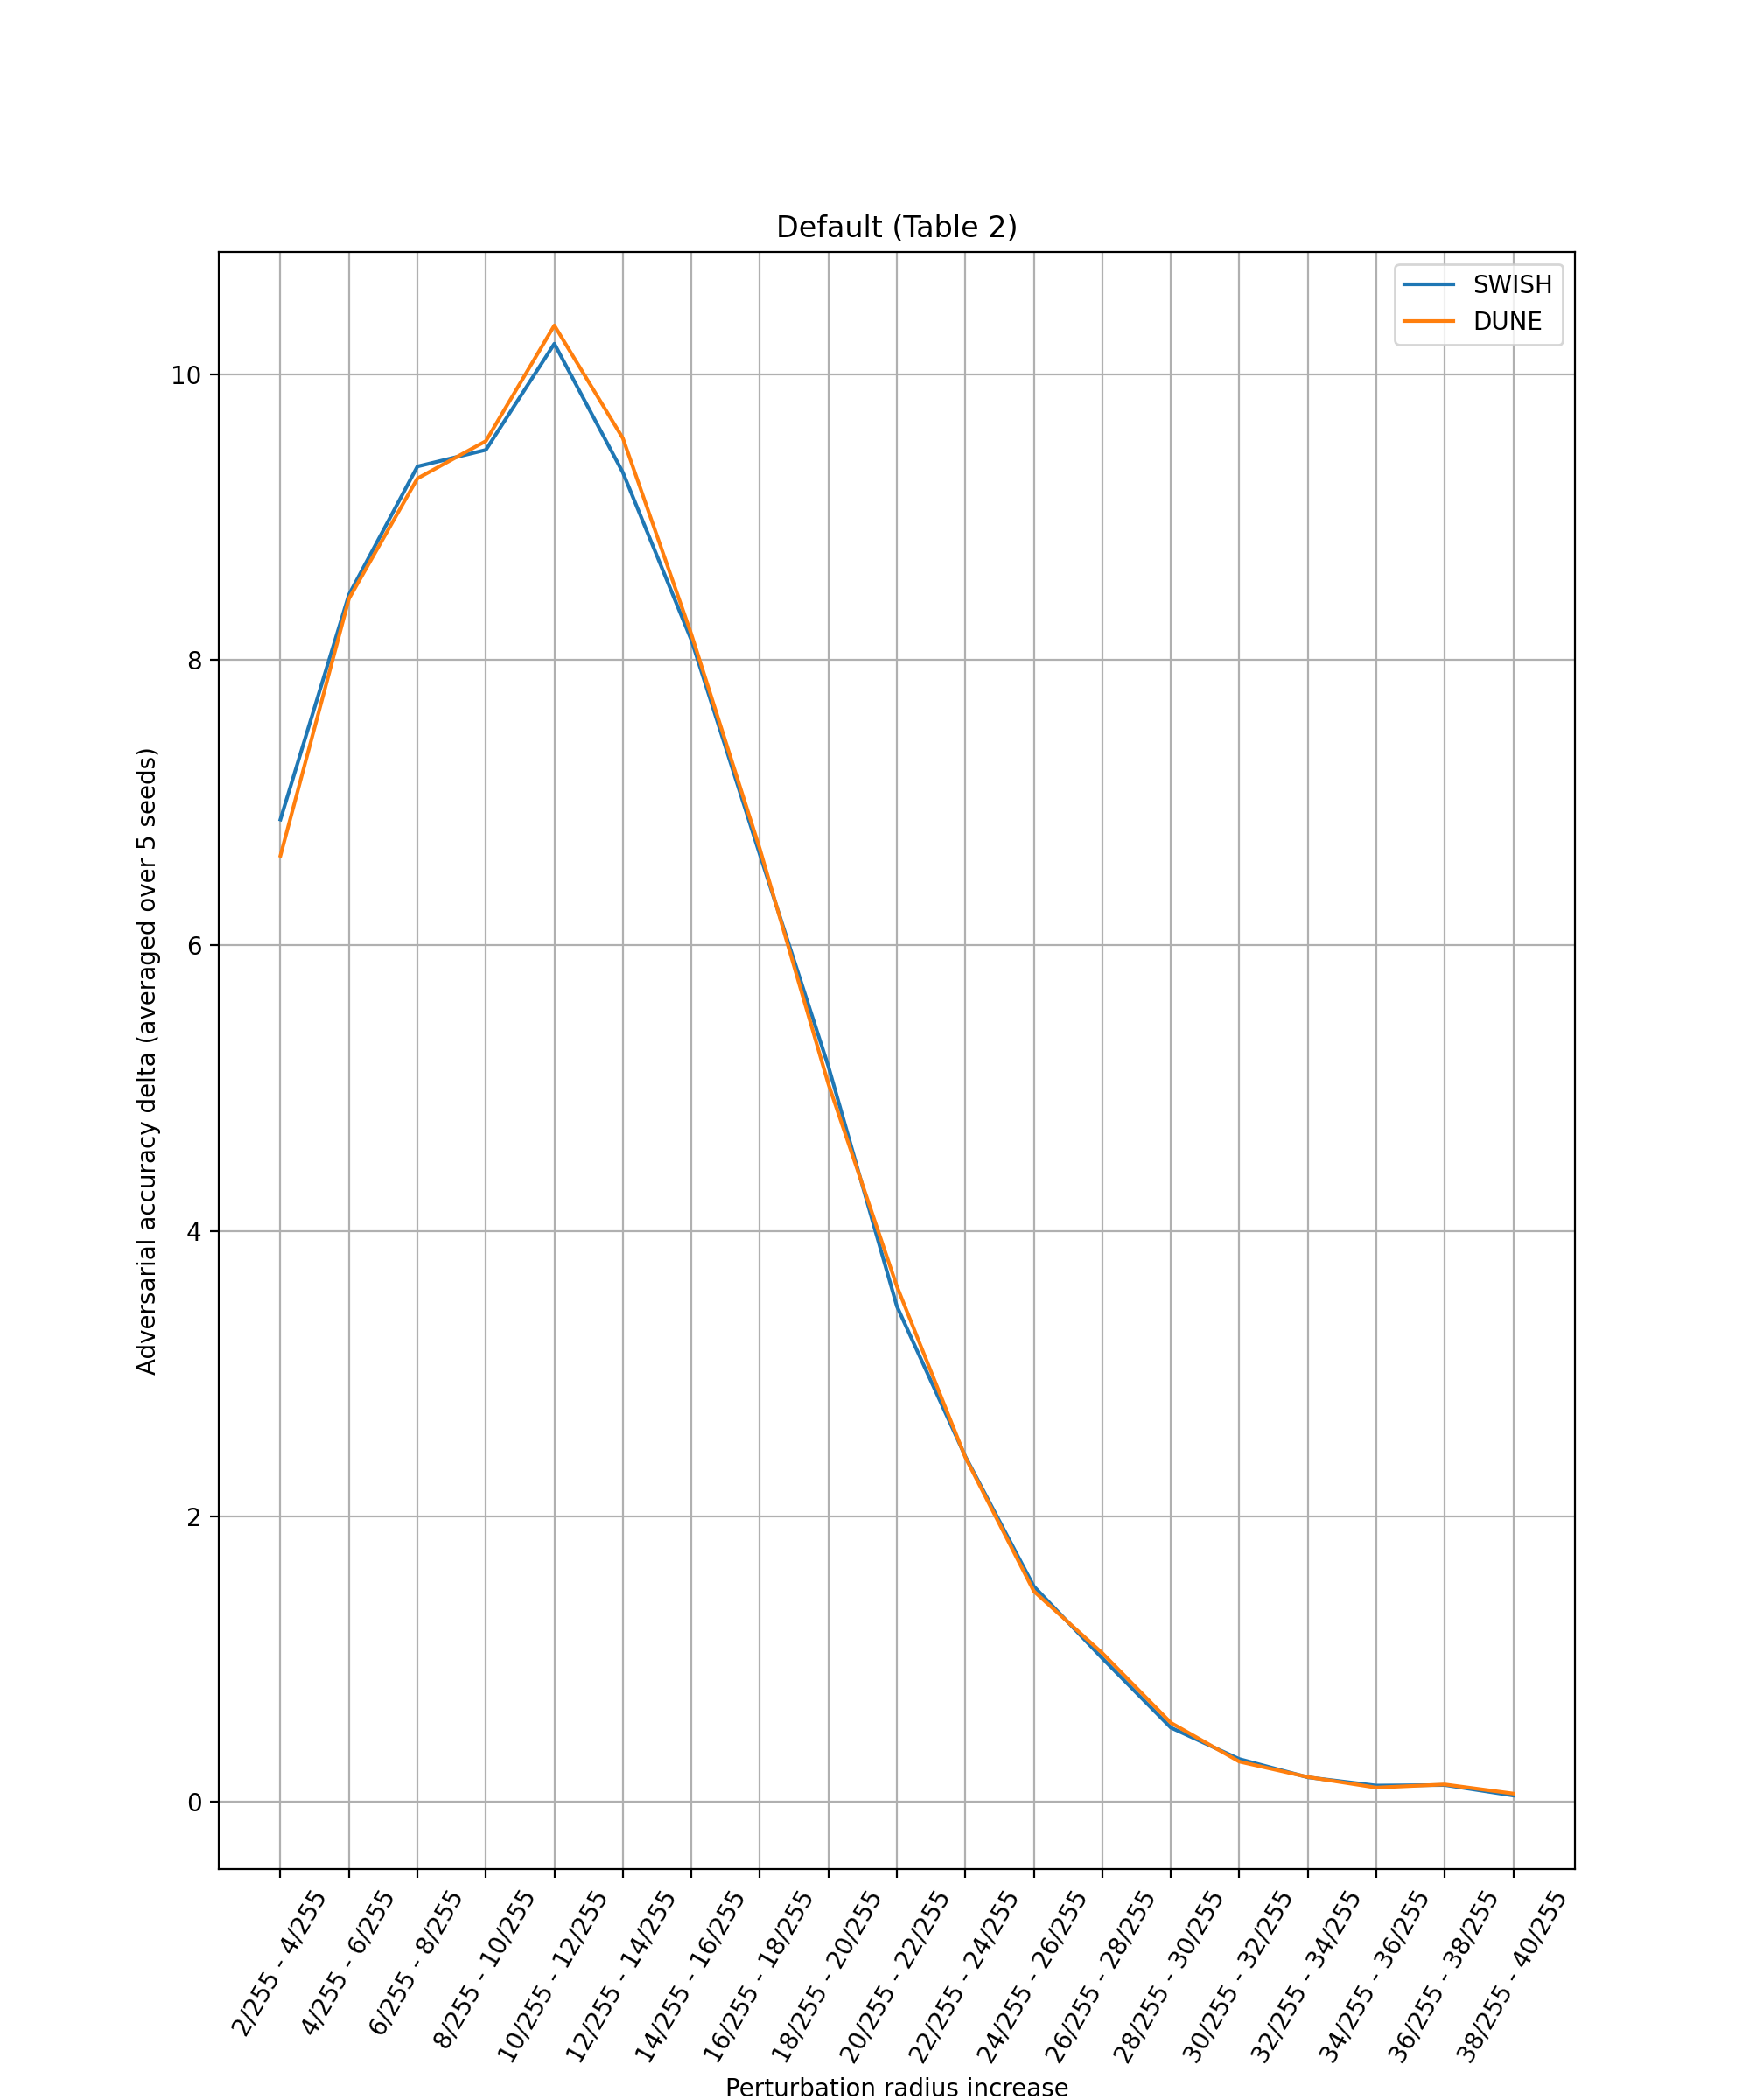 Default (Table 2)
SWISH
DUNE
10
8
6
4
2
0
Adversarial accuracy delta (averaged over 5 seeds)
2/255 - 4/255
4/255 - 6/255
6/255 - 8/255
8/255 - 10/255
10/255 - 12/255
12/255 - 14/255
14/255 - 16/255
16/255 - 18/255
18/255 - 20/255
20/255 - 22/255
22/255 - 24/255
24/255 - 26/255
26/255 - 28/255
28/255 - 30/255
30/255 - 32/255
32/255 - 34/255
34/255 - 36/255
36/255 - 38/255
38/255 - 40/255
Perturbation radius increase